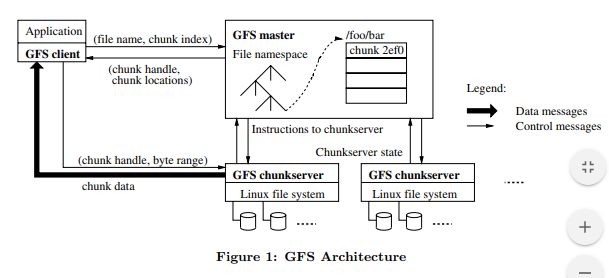 Application
GFS client
(file name, chunk index)
(chunk handle,
chunk locations)
GFS master
File namespace
/foo/bar
chunk 2ef0
Legend:
Data messages
Control messages
Instructions to chunkserver
Chunkserver state
(chunk handle, byte range)
chunk data
GFS chunkserver
Linux file system
GFS chunkserver
Linux file system
Figure 1: GFS Architecture